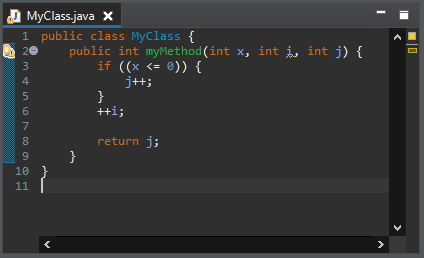 MyClass.java
1 public class MyClass {
2     public int myMethod(int x, int i, int j) {
3         if ((x <= 0)) {
4             j++;
5         }
6         ++i;
7
8         return j;
9     }
10 }
11